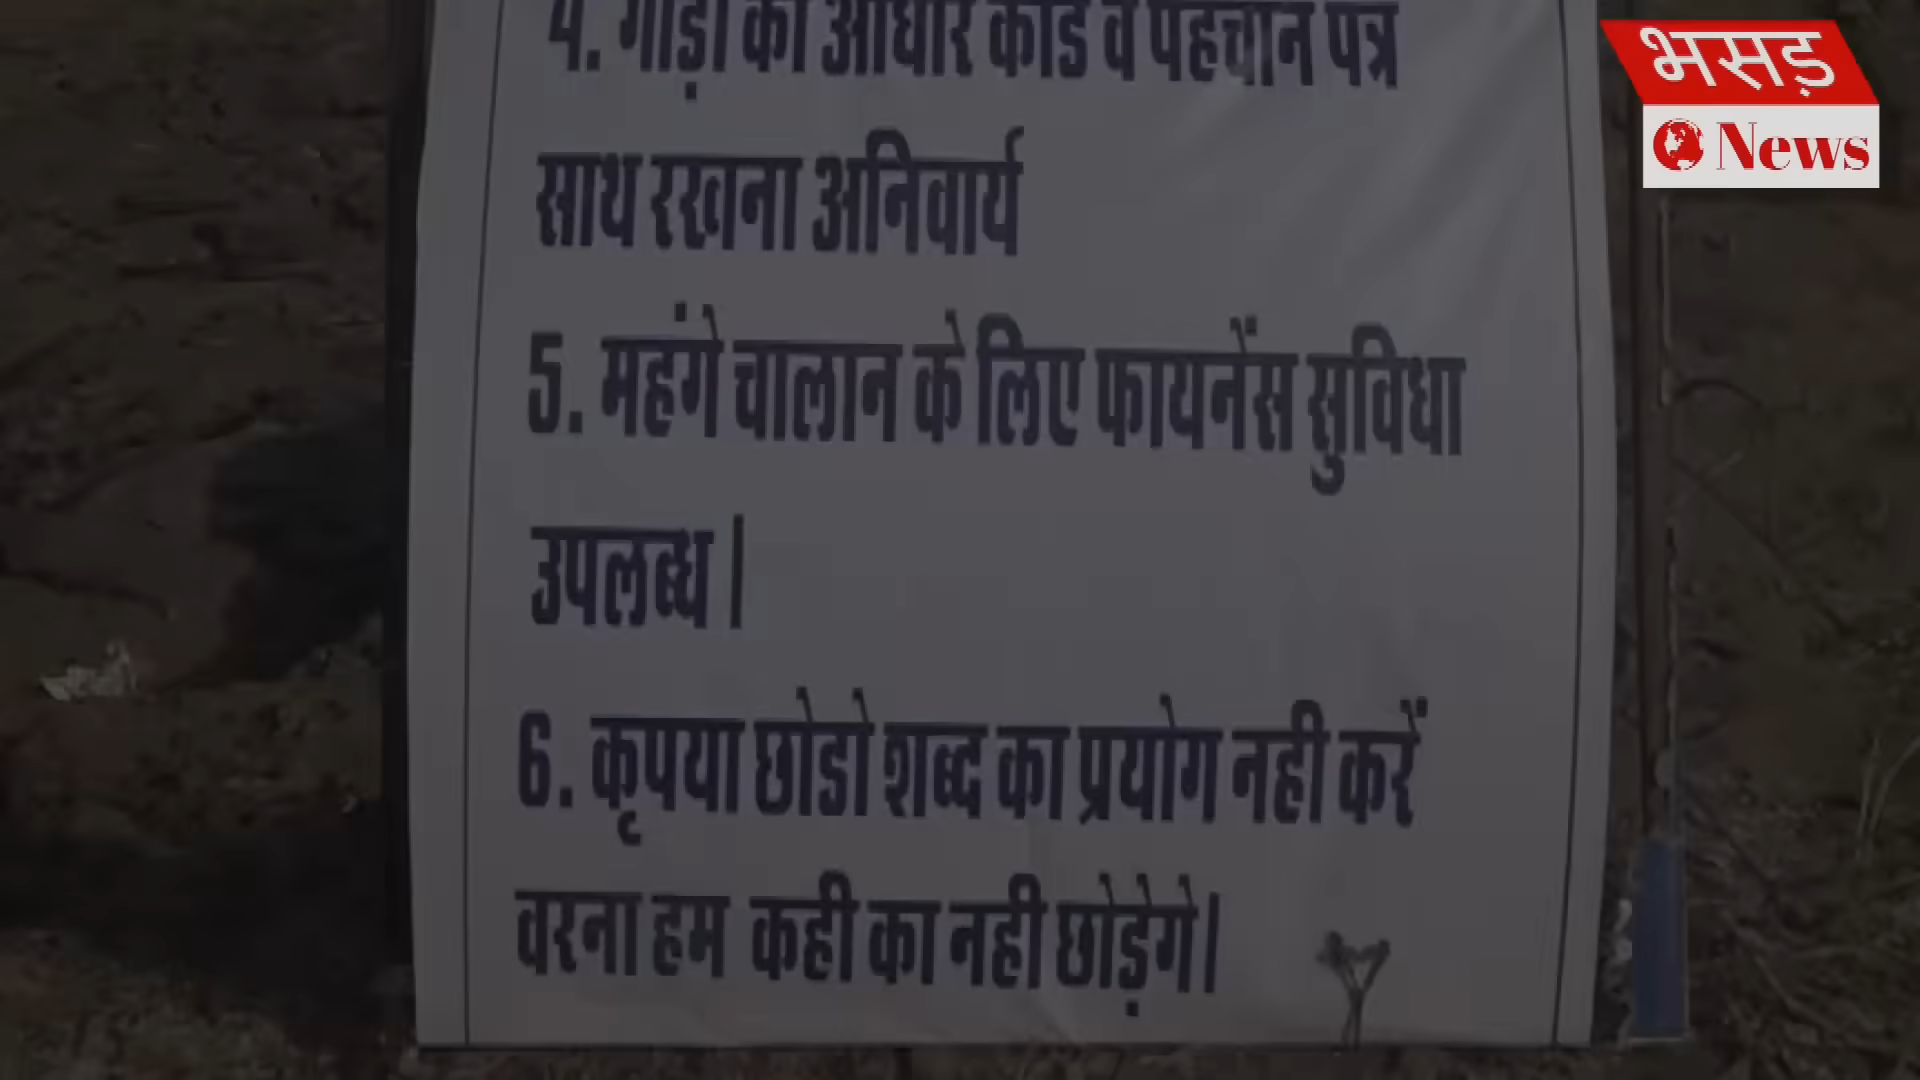 4. गाड़ी का आधार कार्ड व पहचान पत्र
साथ रखना अनिवार्य
5. महंगे चालान के लिए फायनेंस सुविधा
उपलब्ध |
6. कृपया छोडो शब्द का प्रयोग नही करें
वरना हम कही का नही छोड़ेगे|
भसड़
News